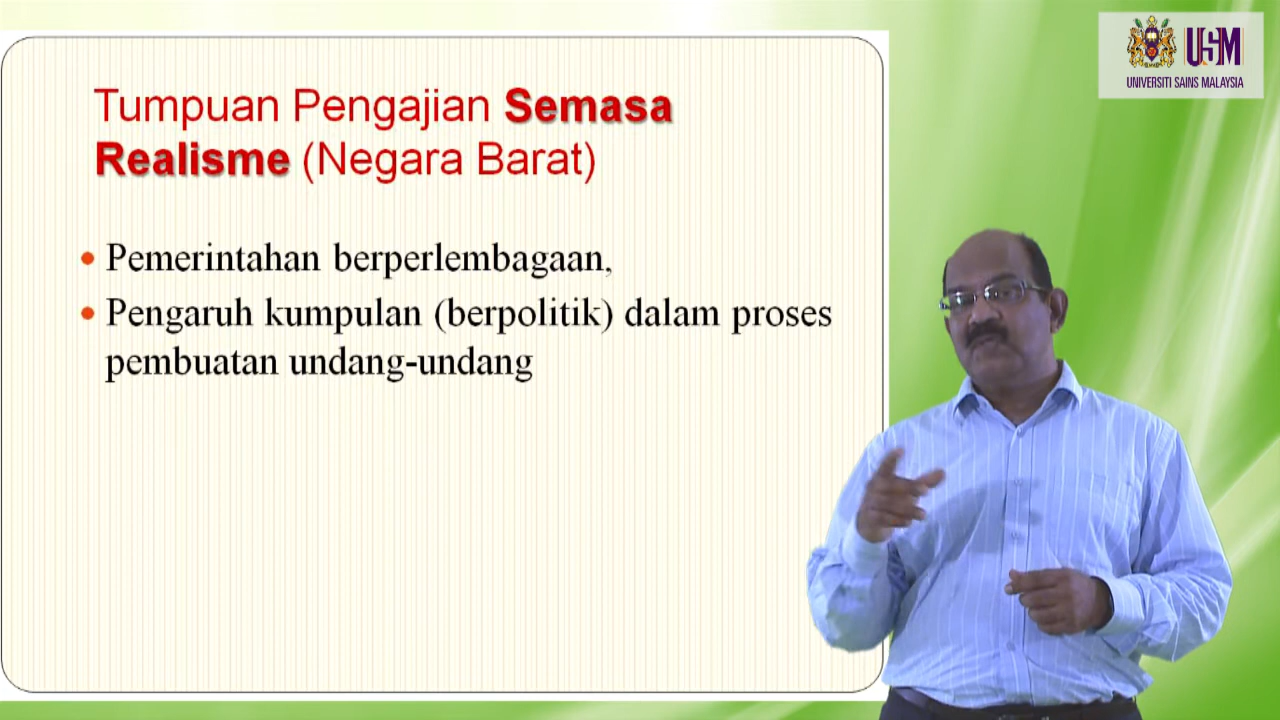 Tumpuan Pengajian Semasa
Realisme (Negara Barat)
• Pemerintahan berperlembagaan,
• Pengaruh kumpulan (berpolitik) dalam proses
pembuatan undang-undang
USM
UNIVERSITI SAINS MALAYSIA